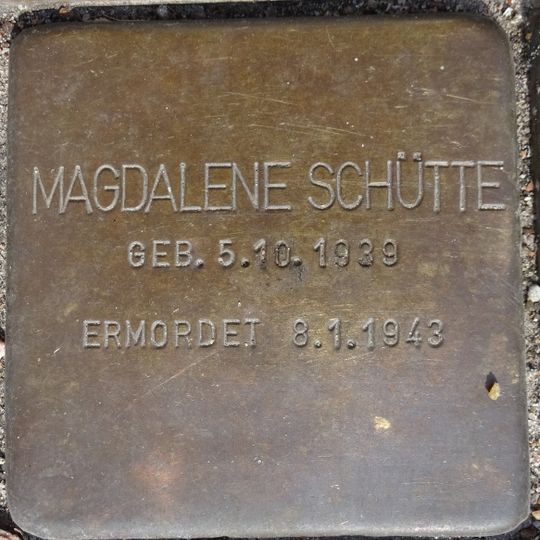 MAGDALENE SCHÜTTE
GEB. 5.10.1939
ERMORDET 8.1.1943